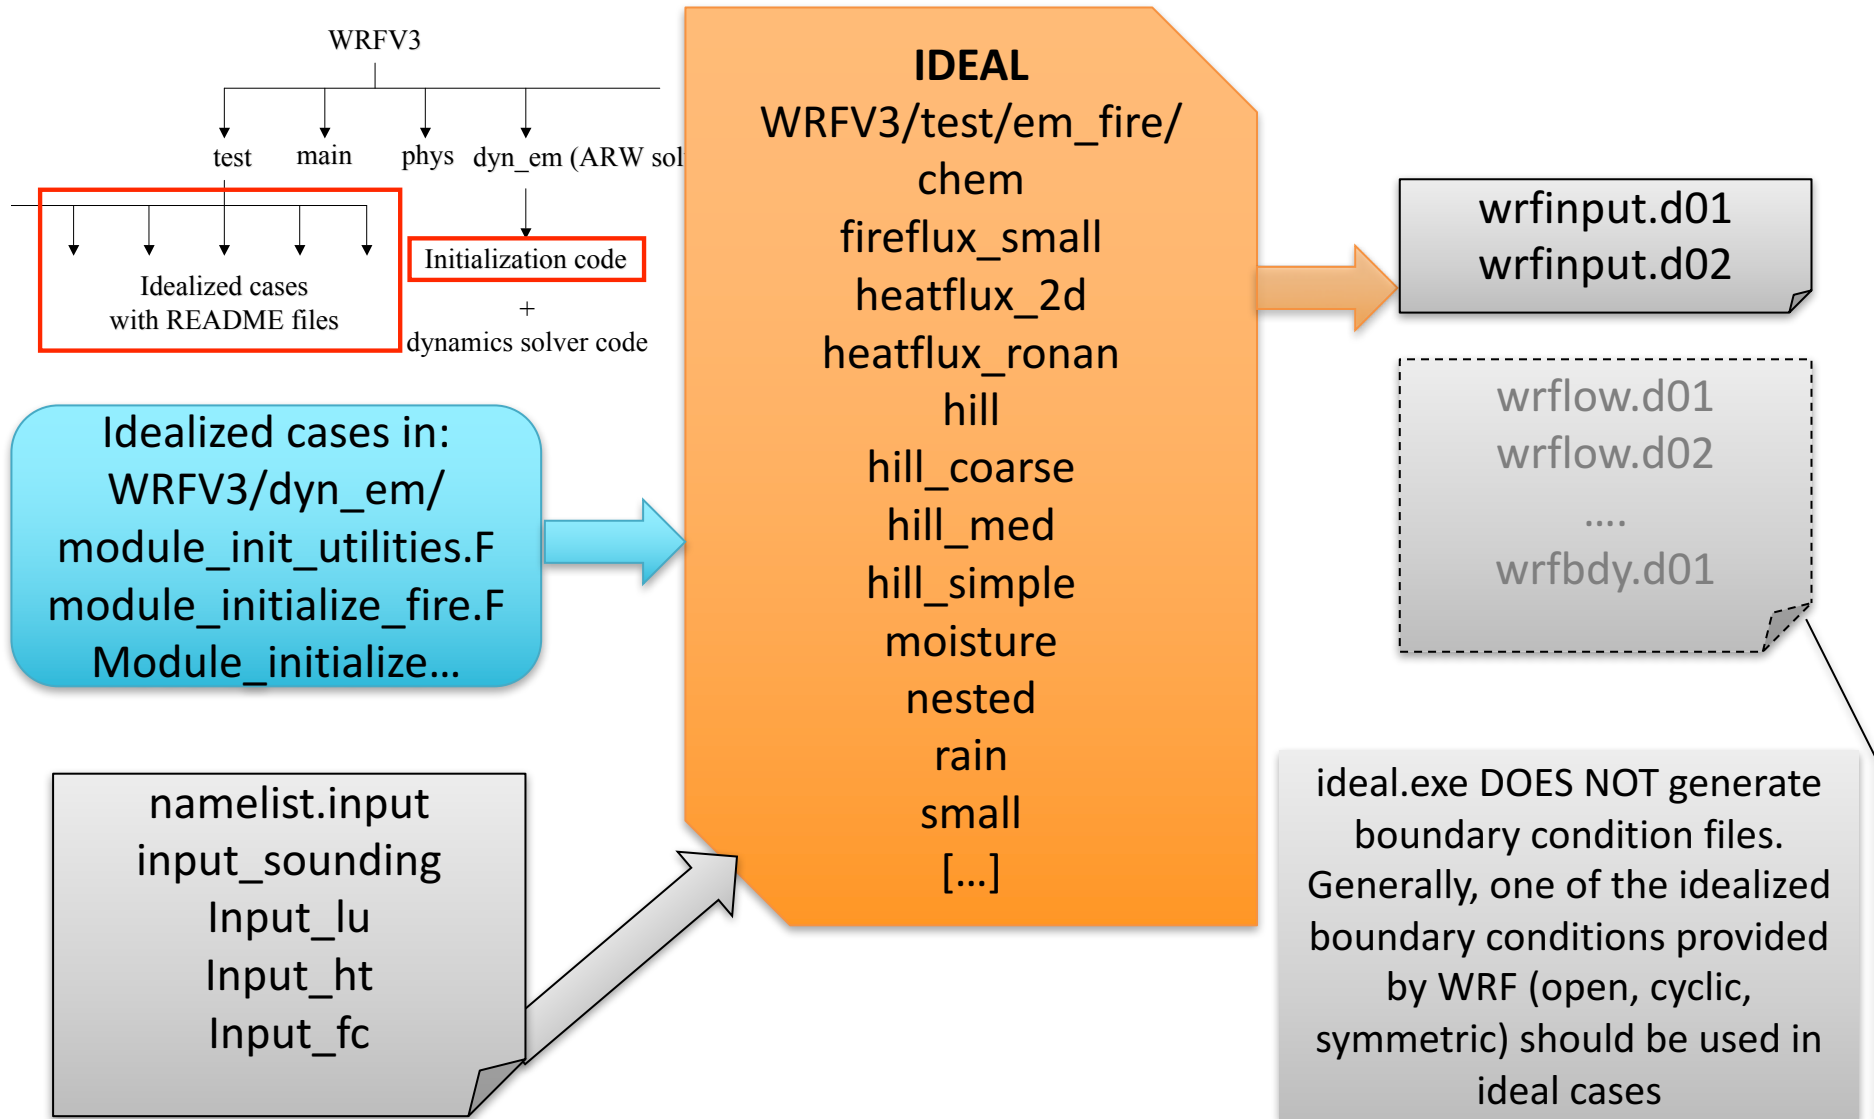 WRFV3
test
main
phys
dyn_em (ARW sol
Idealized cases
with README files
Initialization code
+
dynamics solver code
Idealized cases in:
WRFV3/dyn_em/
module_init_utilities.F
module_initialize_fire.F
Module_initialize...
namelist.input
input_sounding
Input_lu
Input_ht
Input_fc
IDEAL
WRFV3/test/em_fire/
chem
fireflux_small
heatflux_2d
heatflux_ronan
hill
hill_coarse
hill_med
hill_simple
moisture
nested
rain
small
[...]
wrfinput.d01
wrfinput.d02
wrflow.d01
wrflow.d02
....
wrfbdy.d01
ideal.exe DOES NOT generate
boundary condition files.
Generally, one of the idealized
boundary conditions provided
by WRF (open, cyclic,
symmetric) should be used in
ideal cases